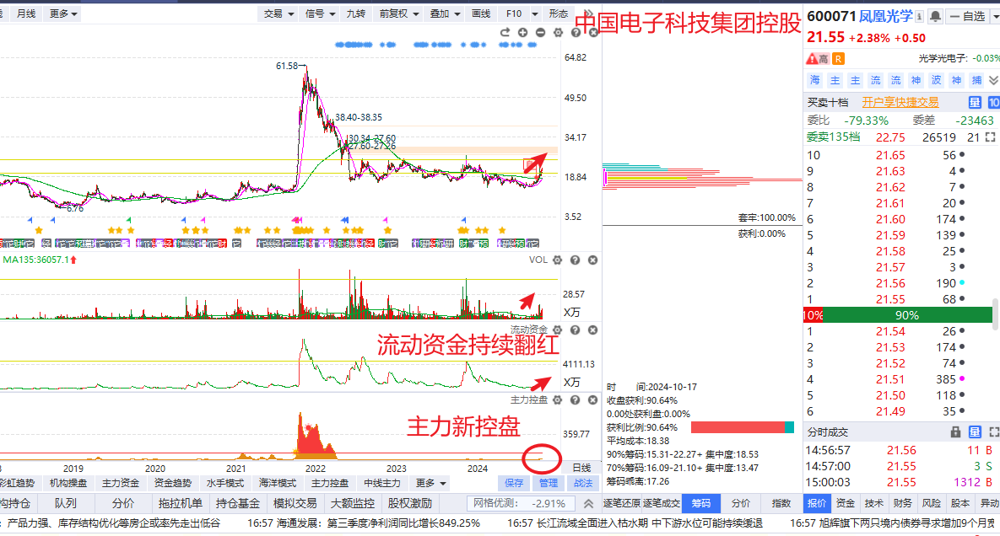 月线 更多
交易 信号 九转 前复权 叠加 画线 F10 形态
中国电子科技集团控股
61.58
38.40-38.35
30.34-27.60
27.60-27.26
6.76
64.82
49.50
34.17
18.84
3.52
MA135:36057.1
VOL
28.57
X万
流动资金
流动资金持续翻红
4111.13
X万
主力控盘
主力新控盘
359.77
2019 2020 2021 2022 2023 2024 日线
彩虹趋势 机构操盘 主力资金 资金趋势 水手模式 海洋模式 主力控盘 中线主力 更多 保存 管理 战法
构持仓 队列 分价 拖拉机单 持仓基金 模拟交易 大额监控 股权激励 网格优测: -2.91%
套牢:100.00%
获利:0.00%
时 间:2024-10-17
收盘获利:90.64%
0.00处获利盘:0.00%
获利比例:90.64%
平均成本:18.38
90%筹码:15.31-22.27+ 集中度:18.53
70%筹码:16.09-21.10+ 集中度:13.47
筹码乖离:17.26
逐笔还原 逐笔成交 筹码 分价 指数
600071 凤凰光学 自选
21.55 +2.38% +0.50
高 R 光学光电子: -0.03%
海 主 主 流 流 神 波 神 捕
买卖十档 开户享快捷交易 量 10
委比 -79.33% 委差 -23463
委卖135档 22.75 26519 21
10 21.65 56
9 21.63 4
8 21.62 7
7 21.61 20
6 21.60 174
5 21.59 139
4 21.58 25
3 21.57 3
2 21.56 190
1 21.55 68
10% 90%
1 21.54 26
2 21.53 174
3 21.52 74
4 21.51 385
5 21.50 118
6 21.49 35
分时成交 量
14:56:57 21.56 11 B
14:57:00 21.55 3 S
15:00:03 21.55 1312 B
报价 资金 技术 财务 风险 股本 异动
: 产品力强、库存结构优化等房企或率先走出低谷 16:57 海通发展：第三季度净利润同比增长849.25% 16:57 长江流域全面进入枯水期 中下游水位可能持续偏退 16:57 旭辉旗下两只境内债券寻求增加9个月宽